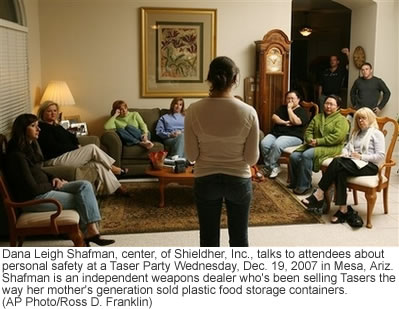 Dana Leigh Shafman, center, of Shieldher, Inc., talks to attendees about
personal safety at a Taser Party Wednesday, Dec. 19, 2007 in Mesa, Ariz.
Shafman is an independent weapons dealer who's been selling Tasers the
way her mother's generation sold plastic food storage containers.
(AP Photo/Ross D. Franklin)